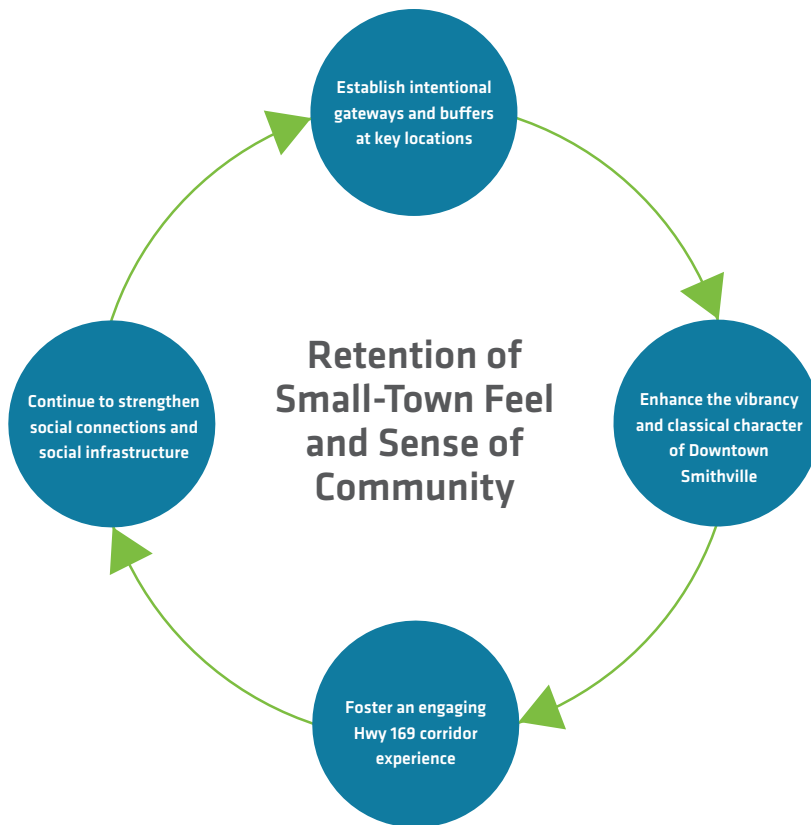 Establish intentional
gateways and buffers
at key locations
Retention of
Small-Town Feel
and Sense of
Community
Continue to strengthen
social connections and
social infrastructure
Enhance the vibrancy
and classical character
of Downtown
Smithville
Foster an engaging
Hwy 169 corridor
experience